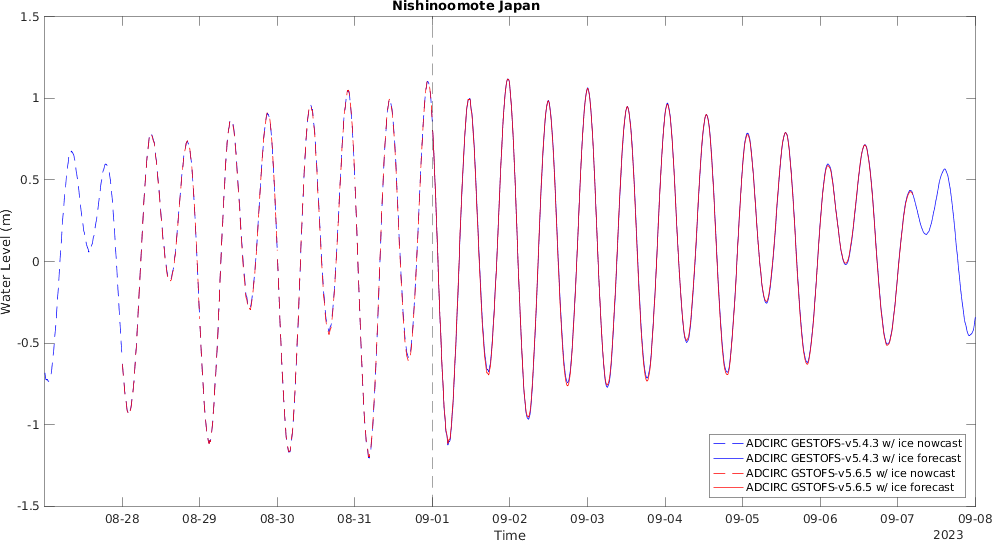 Nishinoomote Japan
1.5
1
0.5
0
-0.5
-1
-1.5
Water Level (m)
08-28 08-29 08-30 08-31 09-01 09-02 09-03 09-04 09-05 09-06 09-07 09-08
Time
2023
ADCIRC GESTOFS-v5.4.3 w/ ice nowcast
ADCIRC GESTOFS-v5.4.3 w/ ice forecast
ADCIRC GSTOFS-v5.6.5 w/ ice nowcast
ADCIRC GSTOFS-v5.6.5 w/ ice forecast